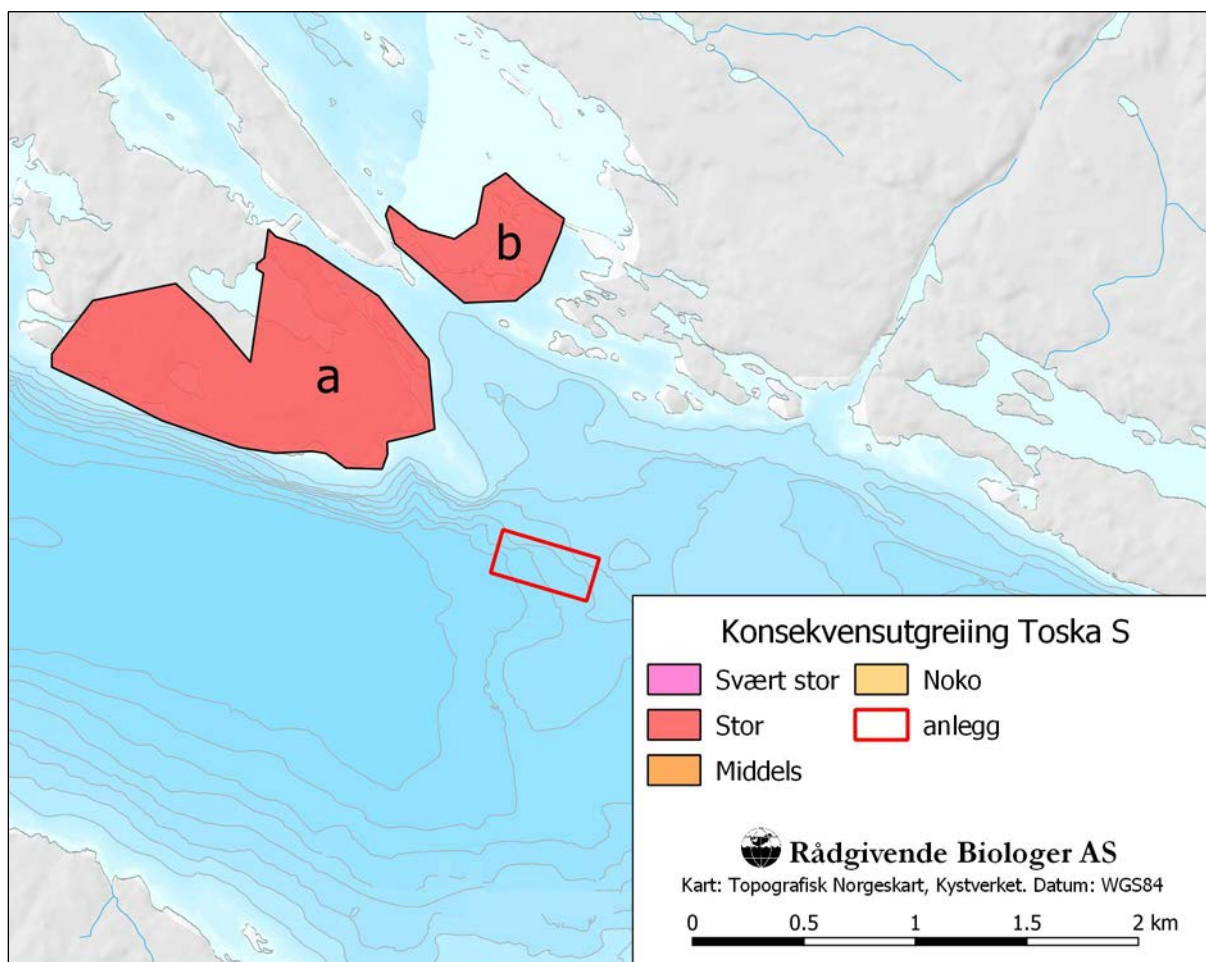 b
a
Konsekvensutgreiing Toska S
Svært stor
Noko
Stor
anlegg
Middels
Rådgivende Biologer AS
Kart: Topografisk Norgeskart, Kystverket. Datum: WGS84
0 0.5 1 1.5 2 km